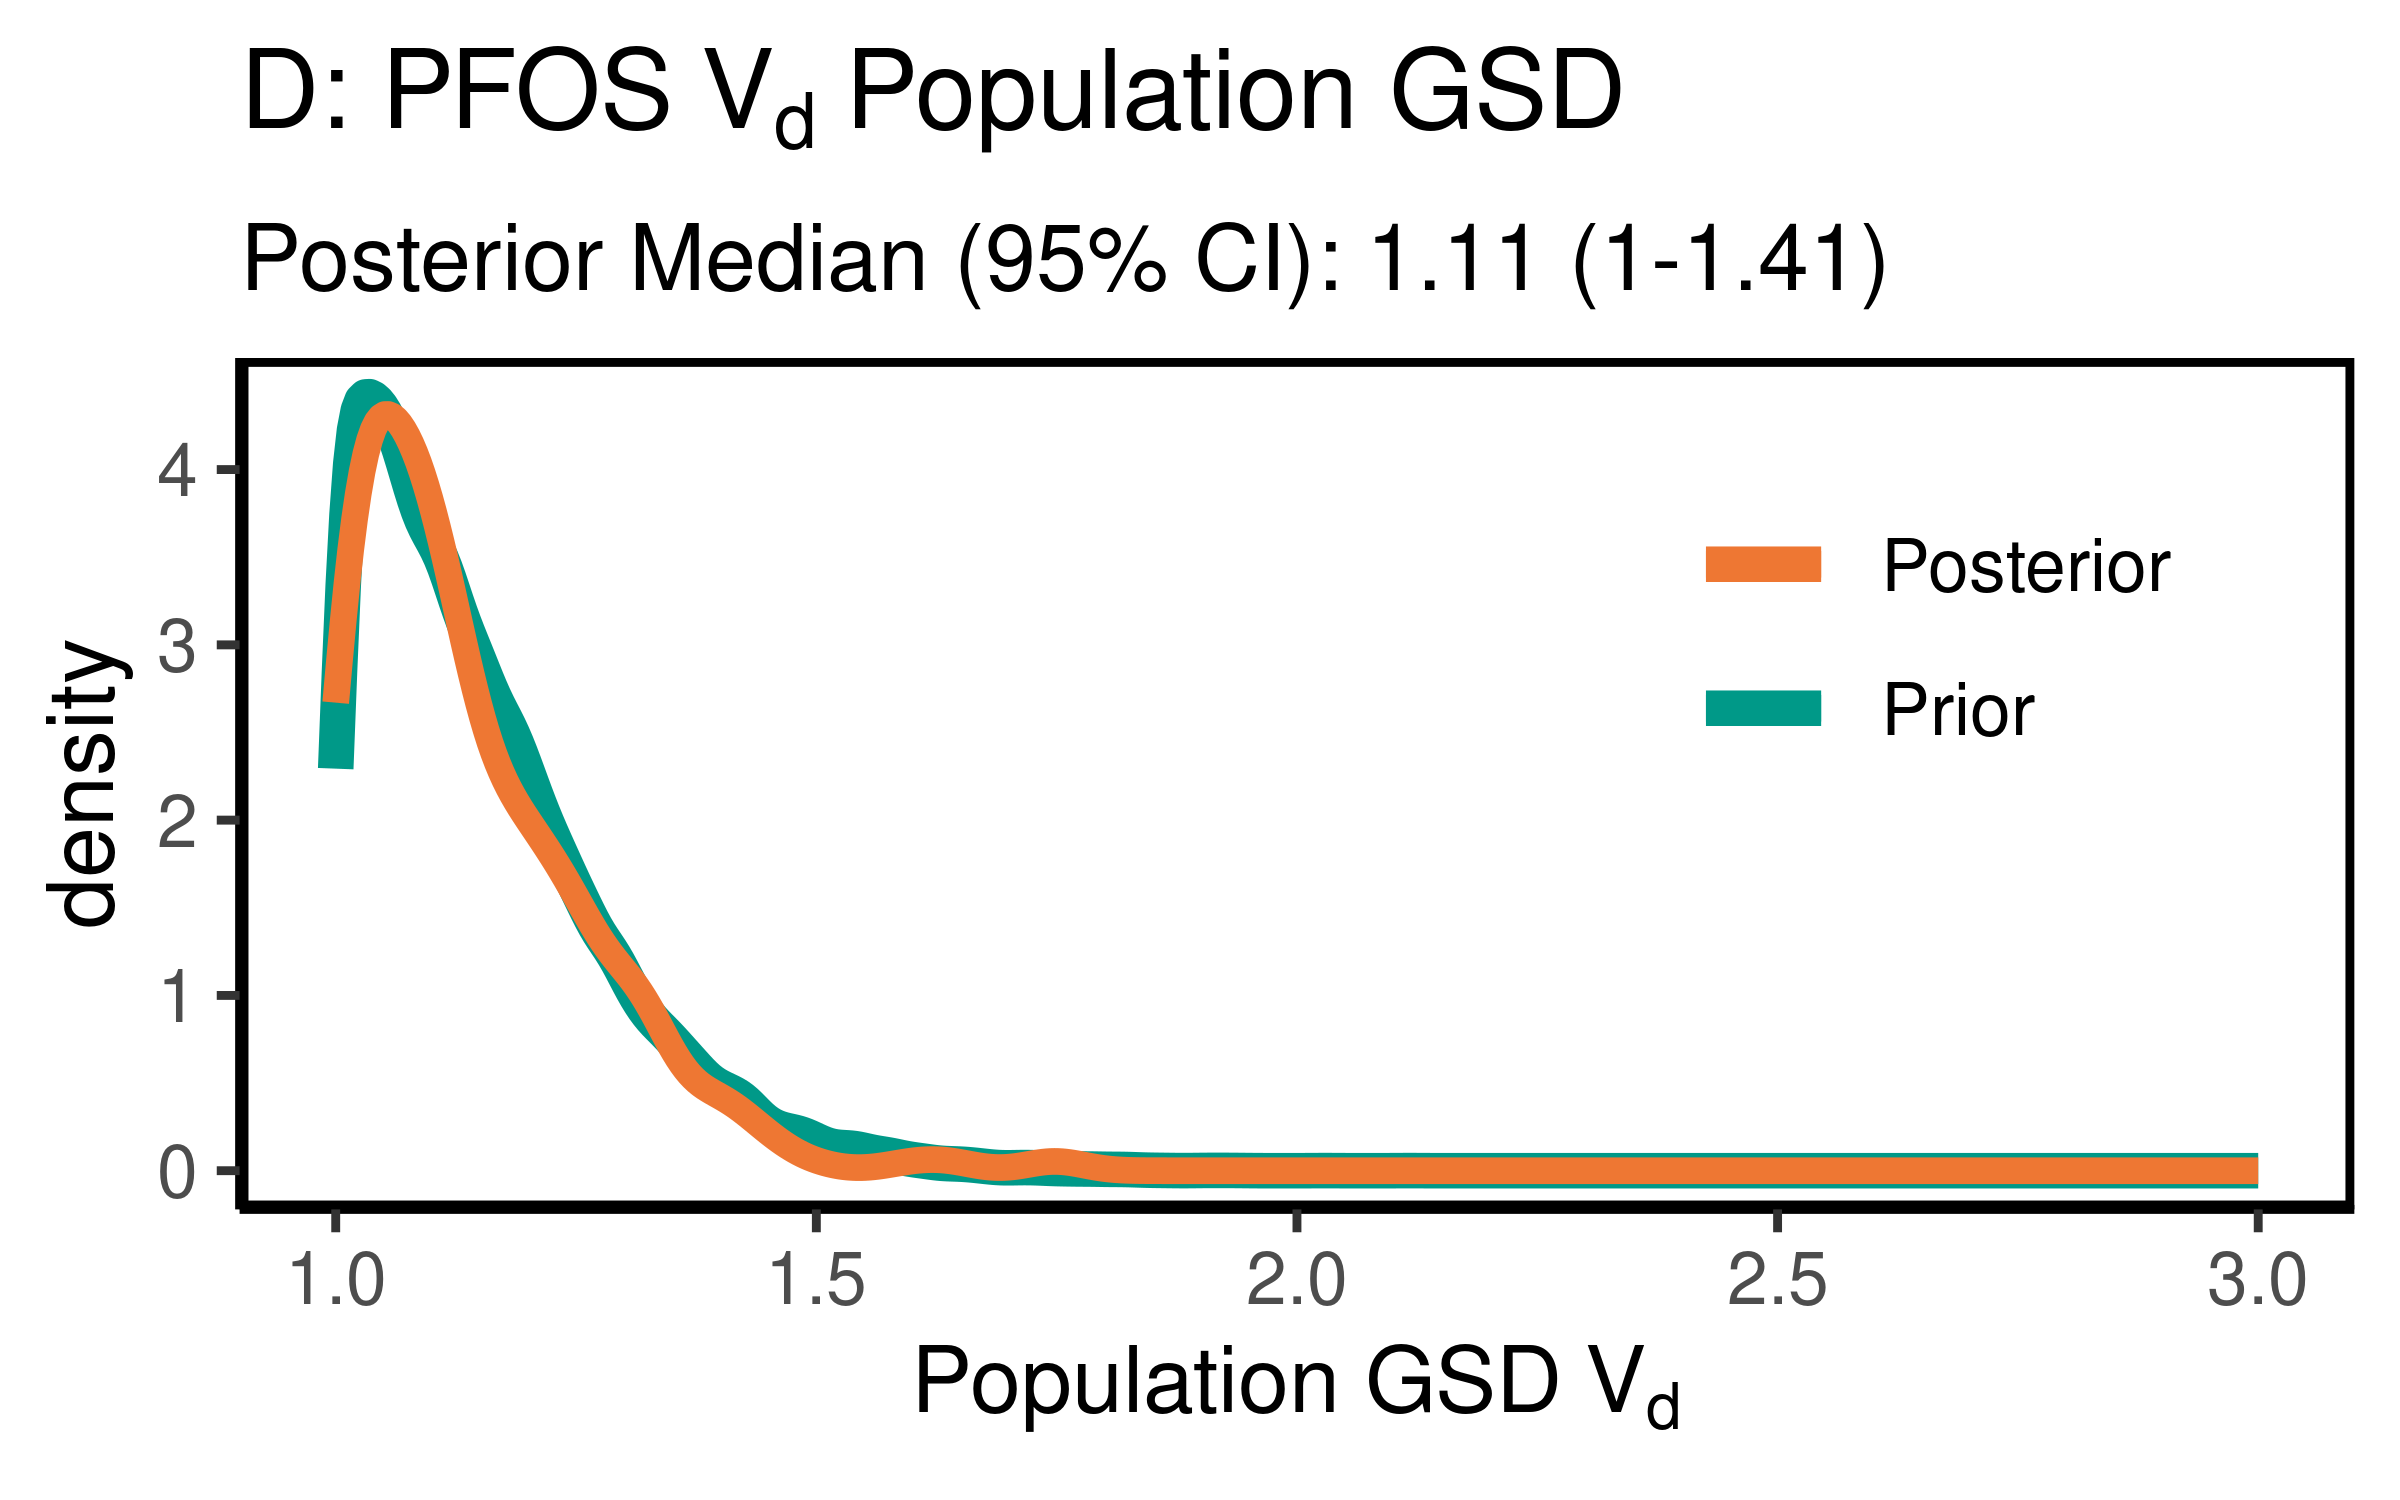 D: PFOS Vd Population GSD
Posterior Median (95% CI): 1.11 (1-1.41)
density
4
3
2
1
0
Posterior
Prior
1.0 1.5 2.0 2.5 3.0
Population GSD Vd